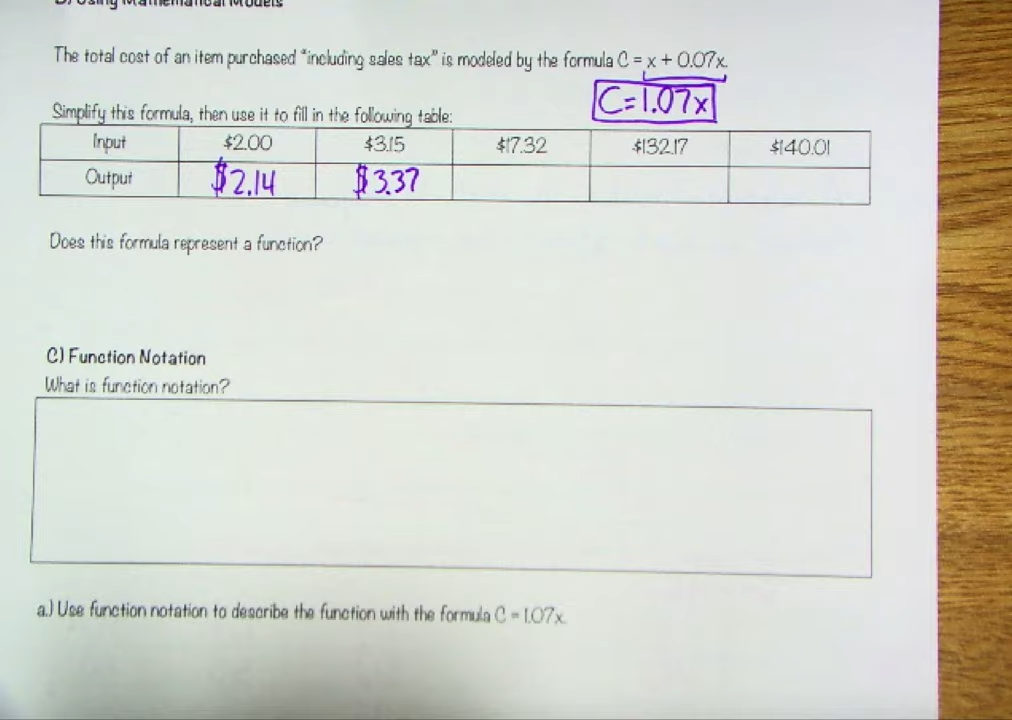 B) Using Mathematical Models
The total cost of an item purchased "including sales tax" is modeled by the formula C = x + 0.07x.
C=1.07x
Simplify this formula, then use it to fill in the following table:
Input $2.00 $3.15 $17.32 $132.17 $140.01
Output $2.14 $3.37
Does this formula represent a function?
C) Function Notation
What is function notation?
a.) Use function notation to describe the function with the formula C = 1.07x.